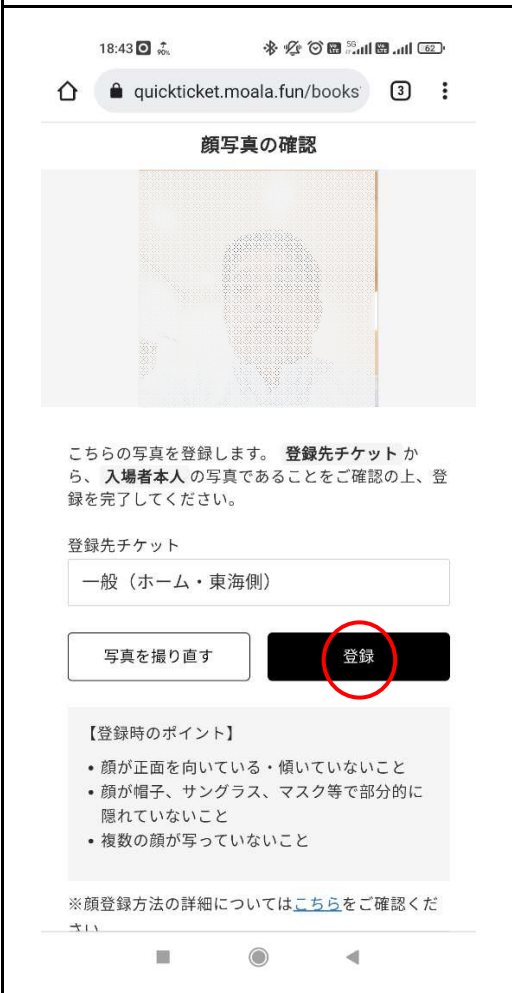 18:43
90%
5G
62
quickticket.moala.fun/books
3
顔写真の確認
こちらの写真を登録します。 登録先チケット か
ら、 入場者本人 の写真であることをご確認の上、登
録を完了してください。
登録先チケット
一般（ホーム・東海側）
写真を撮り直す
登録
【登録時のポイント】
• 顔が正面を向いている・傾いていないこと
• 顔が帽子、サングラス、マスク等で部分的に
隠れていないこと
• 複数の顔が写っていないこと
※顔登録方法の詳細についてはこちらをご確認くだ
さい